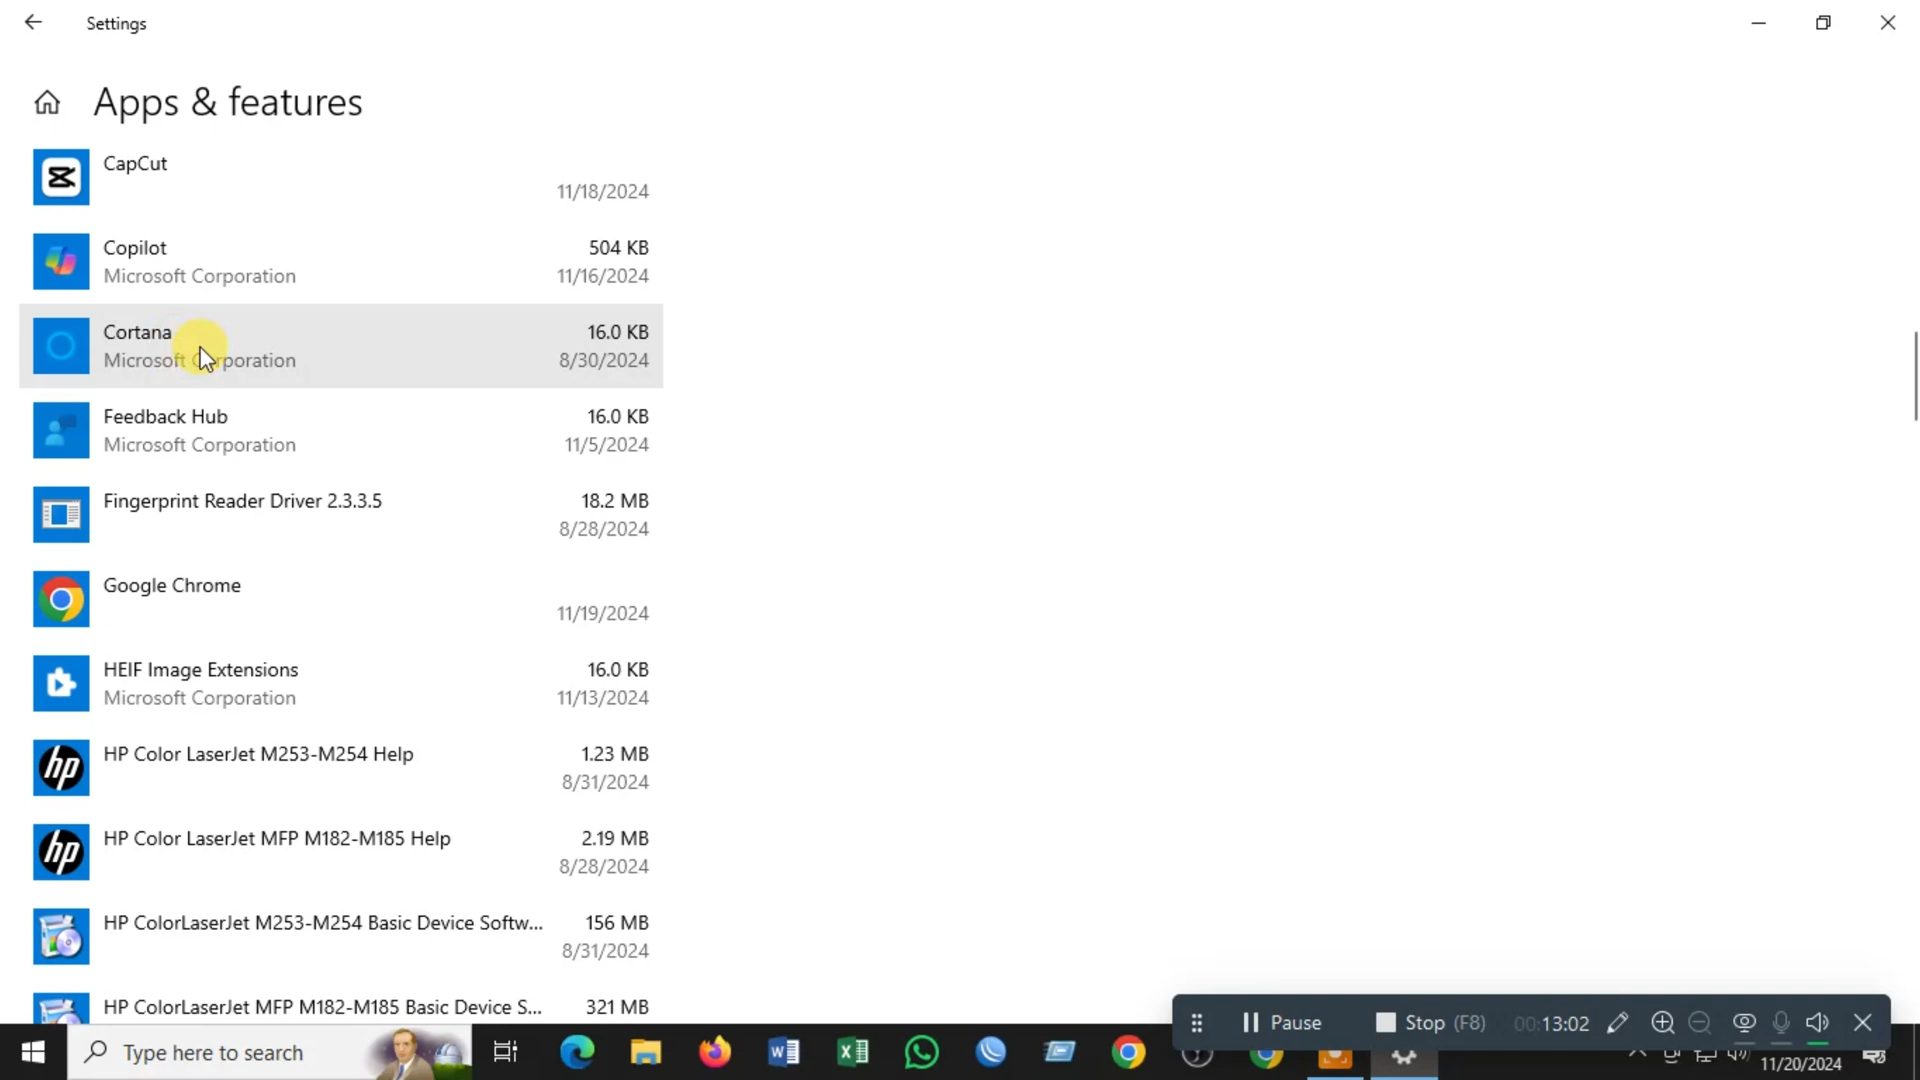 Settings
Apps & features
CapCut
11/18/2024
Copilot 504 KB
Microsoft Corporation 11/16/2024
Cortana 16.0 KB
Microsoft Corporation 8/30/2024
Feedback Hub 16.0 KB
Microsoft Corporation 11/5/2024
Fingerprint Reader Driver 2.3.3.5 18.2 MB
8/28/2024
Google Chrome
11/19/2024
HEIF Image Extensions 16.0 KB
Microsoft Corporation 11/13/2024
HP Color LaserJet M253-M254 Help 1.23 MB
8/31/2024
HP Color LaserJet MFP M182-M185 Help 2.19 MB
8/28/2024
HP ColorLaserJet M253-M254 Basic Device Softw... 156 MB
8/31/2024
HP ColorLaserJet MFP M182-M185 Basic Device S... 321 MB
Pause Stop (F8) 00:13:02
Type here to search
11/20/2024